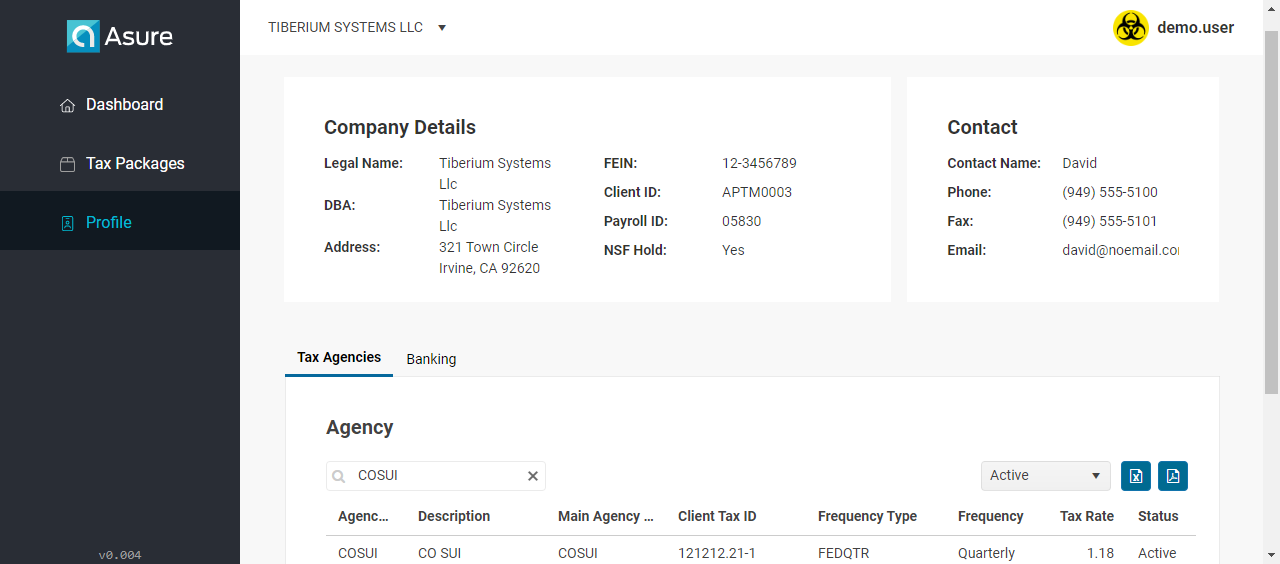 Asure
TIBERIUM SYSTEMS LLC
demo.user
Dashboard
Tax Packages
Profile
v0.004
Company Details
Legal Name: Tiberium Systems Llc
DBA: Tiberium Systems Llc
Address: 321 Town Circle
Irvine, CA 92620
FEIN: 12-3456789
Client ID: APTM0003
Payroll ID: 05830
NSF Hold: Yes
Contact
Contact Name: David
Phone: (949) 555-5100
Fax: (949) 555-5101
Email: david@noemail.com
Tax Agencies Banking
Agency
COSUI
Active
Agenc... Description Main Agency ... Client Tax ID Frequency Type Frequency Tax Rate Status
COSUI CO SUI COSUI 121212.21-1 FEDQTR Quarterly 1.18 Active